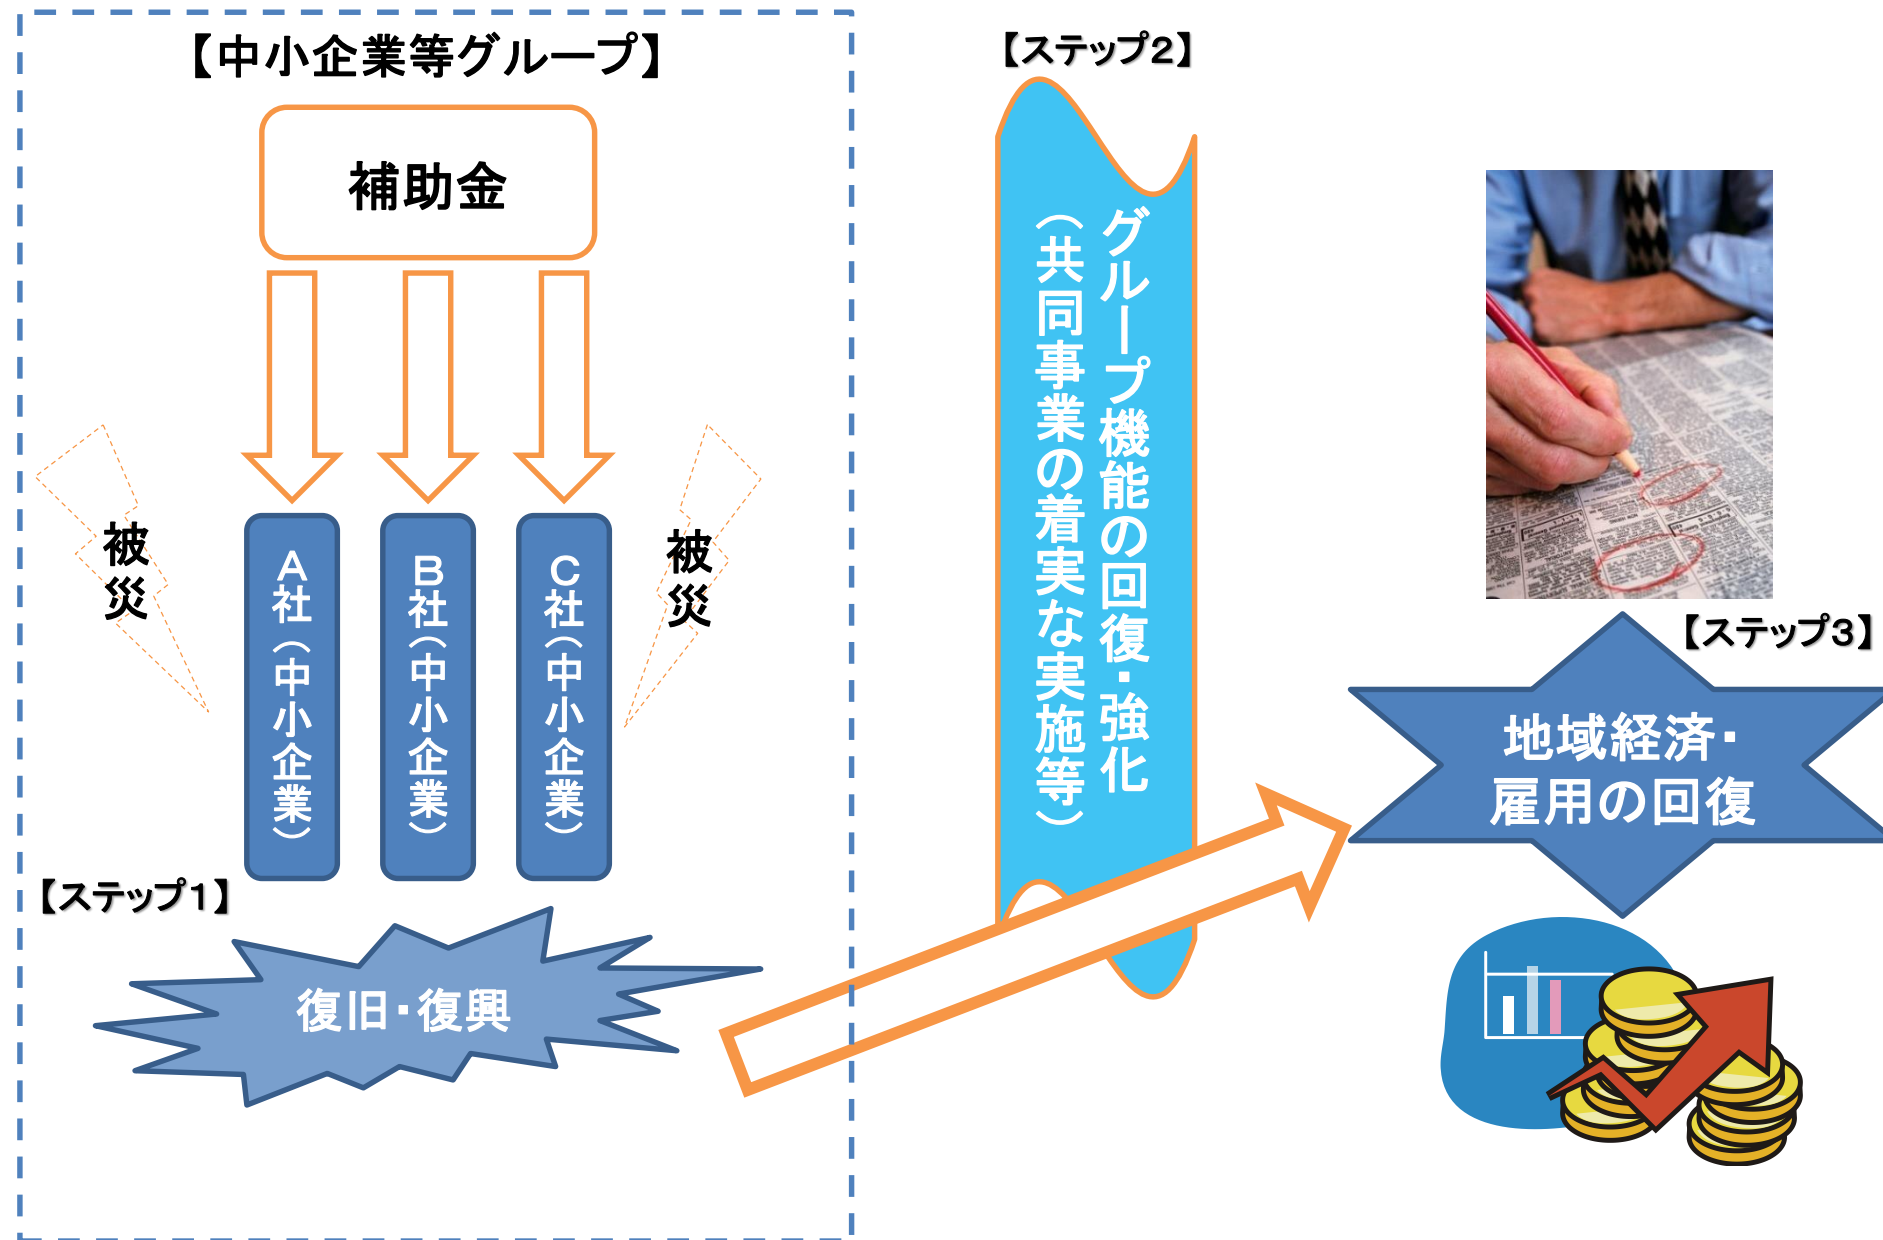 【中小企業等グループ】
補助金
被災
被災
A社(中小企業)
B社(中小企業)
C社(中小企業)
【ステップ1】
復旧・復興
【ステップ2】
グループ機能の回復・強化
(共同事業の着実な実施等)
【ステップ3】
地域経済・
雇用の回復